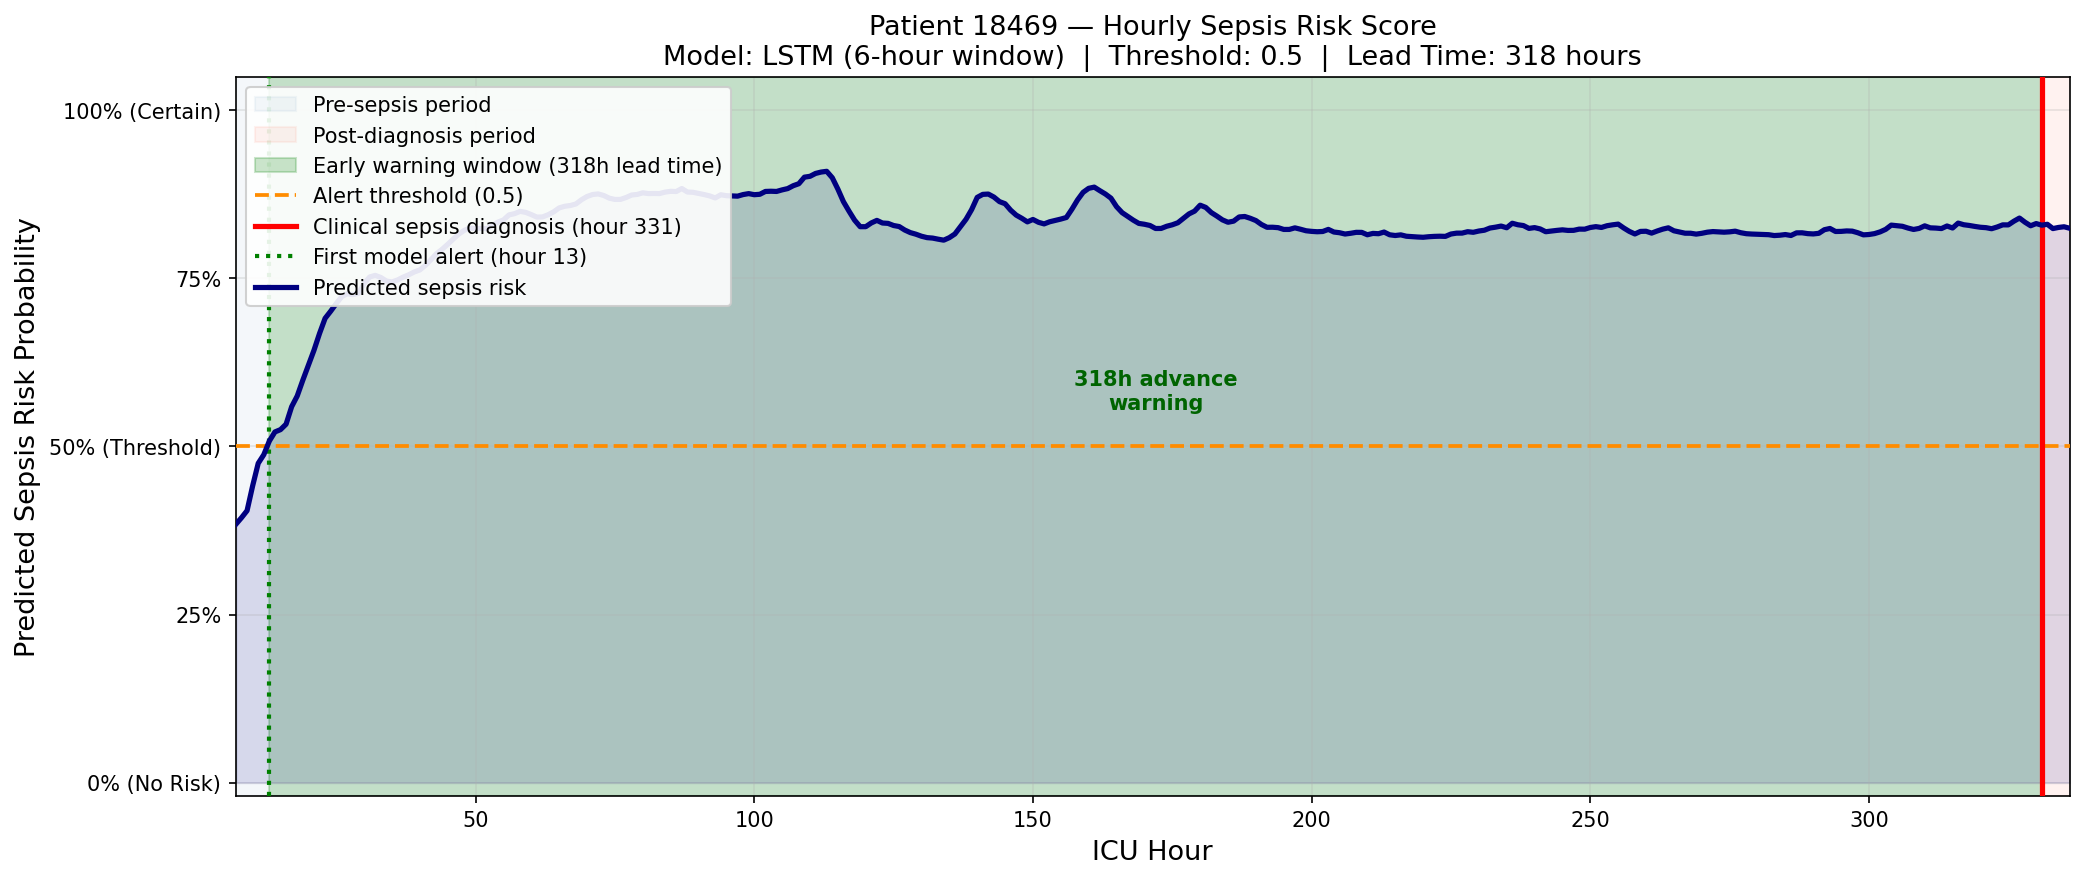 Patient 18469 — Hourly Sepsis Risk Score
Model: LSTM (6-hour window)  |  Threshold: 0.5  |  Lead Time: 318 hours
Predicted Sepsis Risk Probability
100% (Certain)
75%
50% (Threshold)
25%
0% (No Risk)
Pre-sepsis period
Post-diagnosis period
Early warning window (318h lead time)
Alert threshold (0.5)
Clinical sepsis diagnosis (hour 331)
First model alert (hour 13)
Predicted sepsis risk
318h advance
warning
50
100
150
200
250
300
ICU Hour